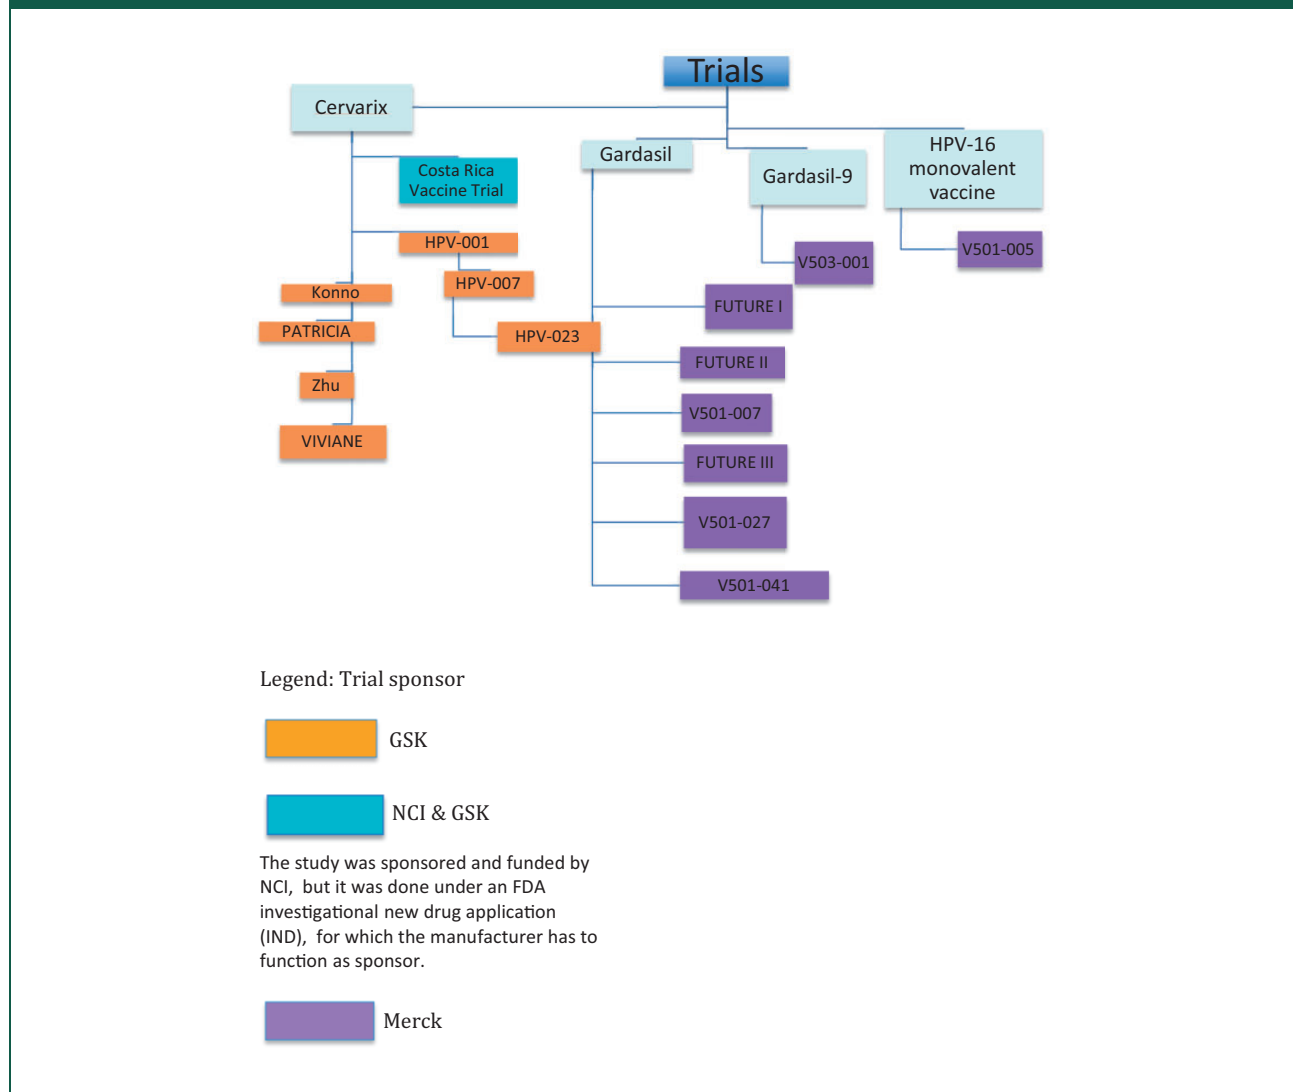 Trials
Cervarix
Gardasil
Gardasil-9
HPV-16
monovalent
vaccine
Costa Rica
Vaccine Trial
HPV-001
HPV-007
HPV-023
Konno
PATRICIA
Zhu
VIVIANE
V503-001
V501-005
FUTURE I
FUTURE II
V501-007
FUTURE III
V501-027
V501-041
Legend: Trial sponsor
GSK
NCI & GSK
The study was sponsored and funded by
NCI, but it was done under an FDA
investigational new drug application
(IND), for which the manufacturer has to
function as sponsor.
Merck